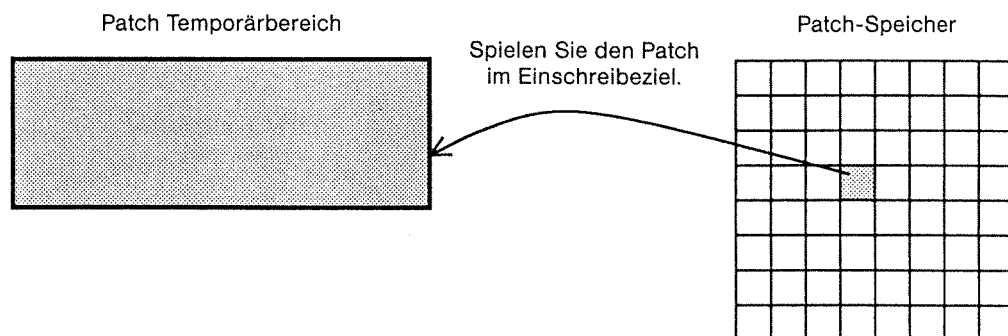 Patch Temporärbereich
Spielen Sie den Patch
im Einschreibeziel.
Patch-Speicher